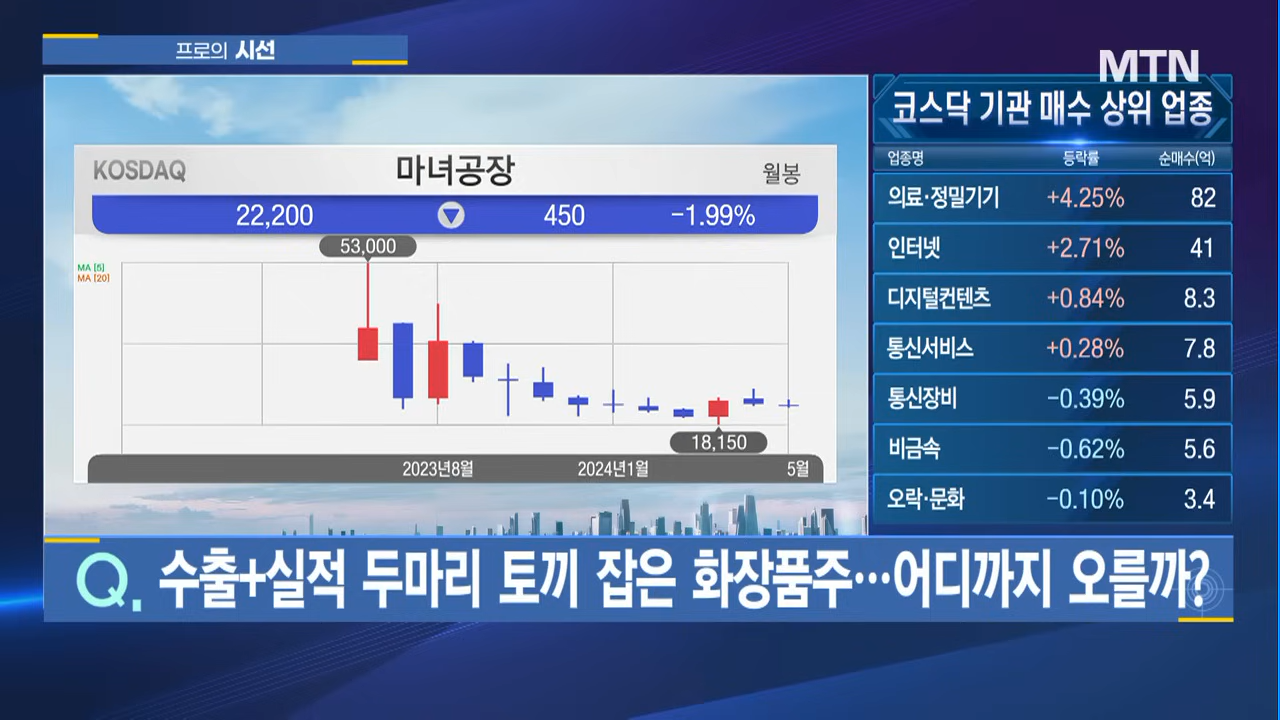 프로의 시선
MTN
KOSDAQ 마녀공장 월봉
22,200 ▽ 450 -1.99%
53,000
MA [5]
MA [20]
18,150
2023년8월 2024년1월 5월
코스닥 기관 매수 상위 업종
업종명 등락률 순매수(억)
의료·정밀기기 +4.25% 82
인터넷 +2.71% 41
디지털컨텐츠 +0.84% 8.3
통신서비스 +0.28% 7.8
통신장비 -0.39% 5.9
비금속 -0.62% 5.6
오락·문화 -0.10% 3.4
Q. 수출+실적 두마리 토끼 잡은 화장품주…어디까지 오를까?